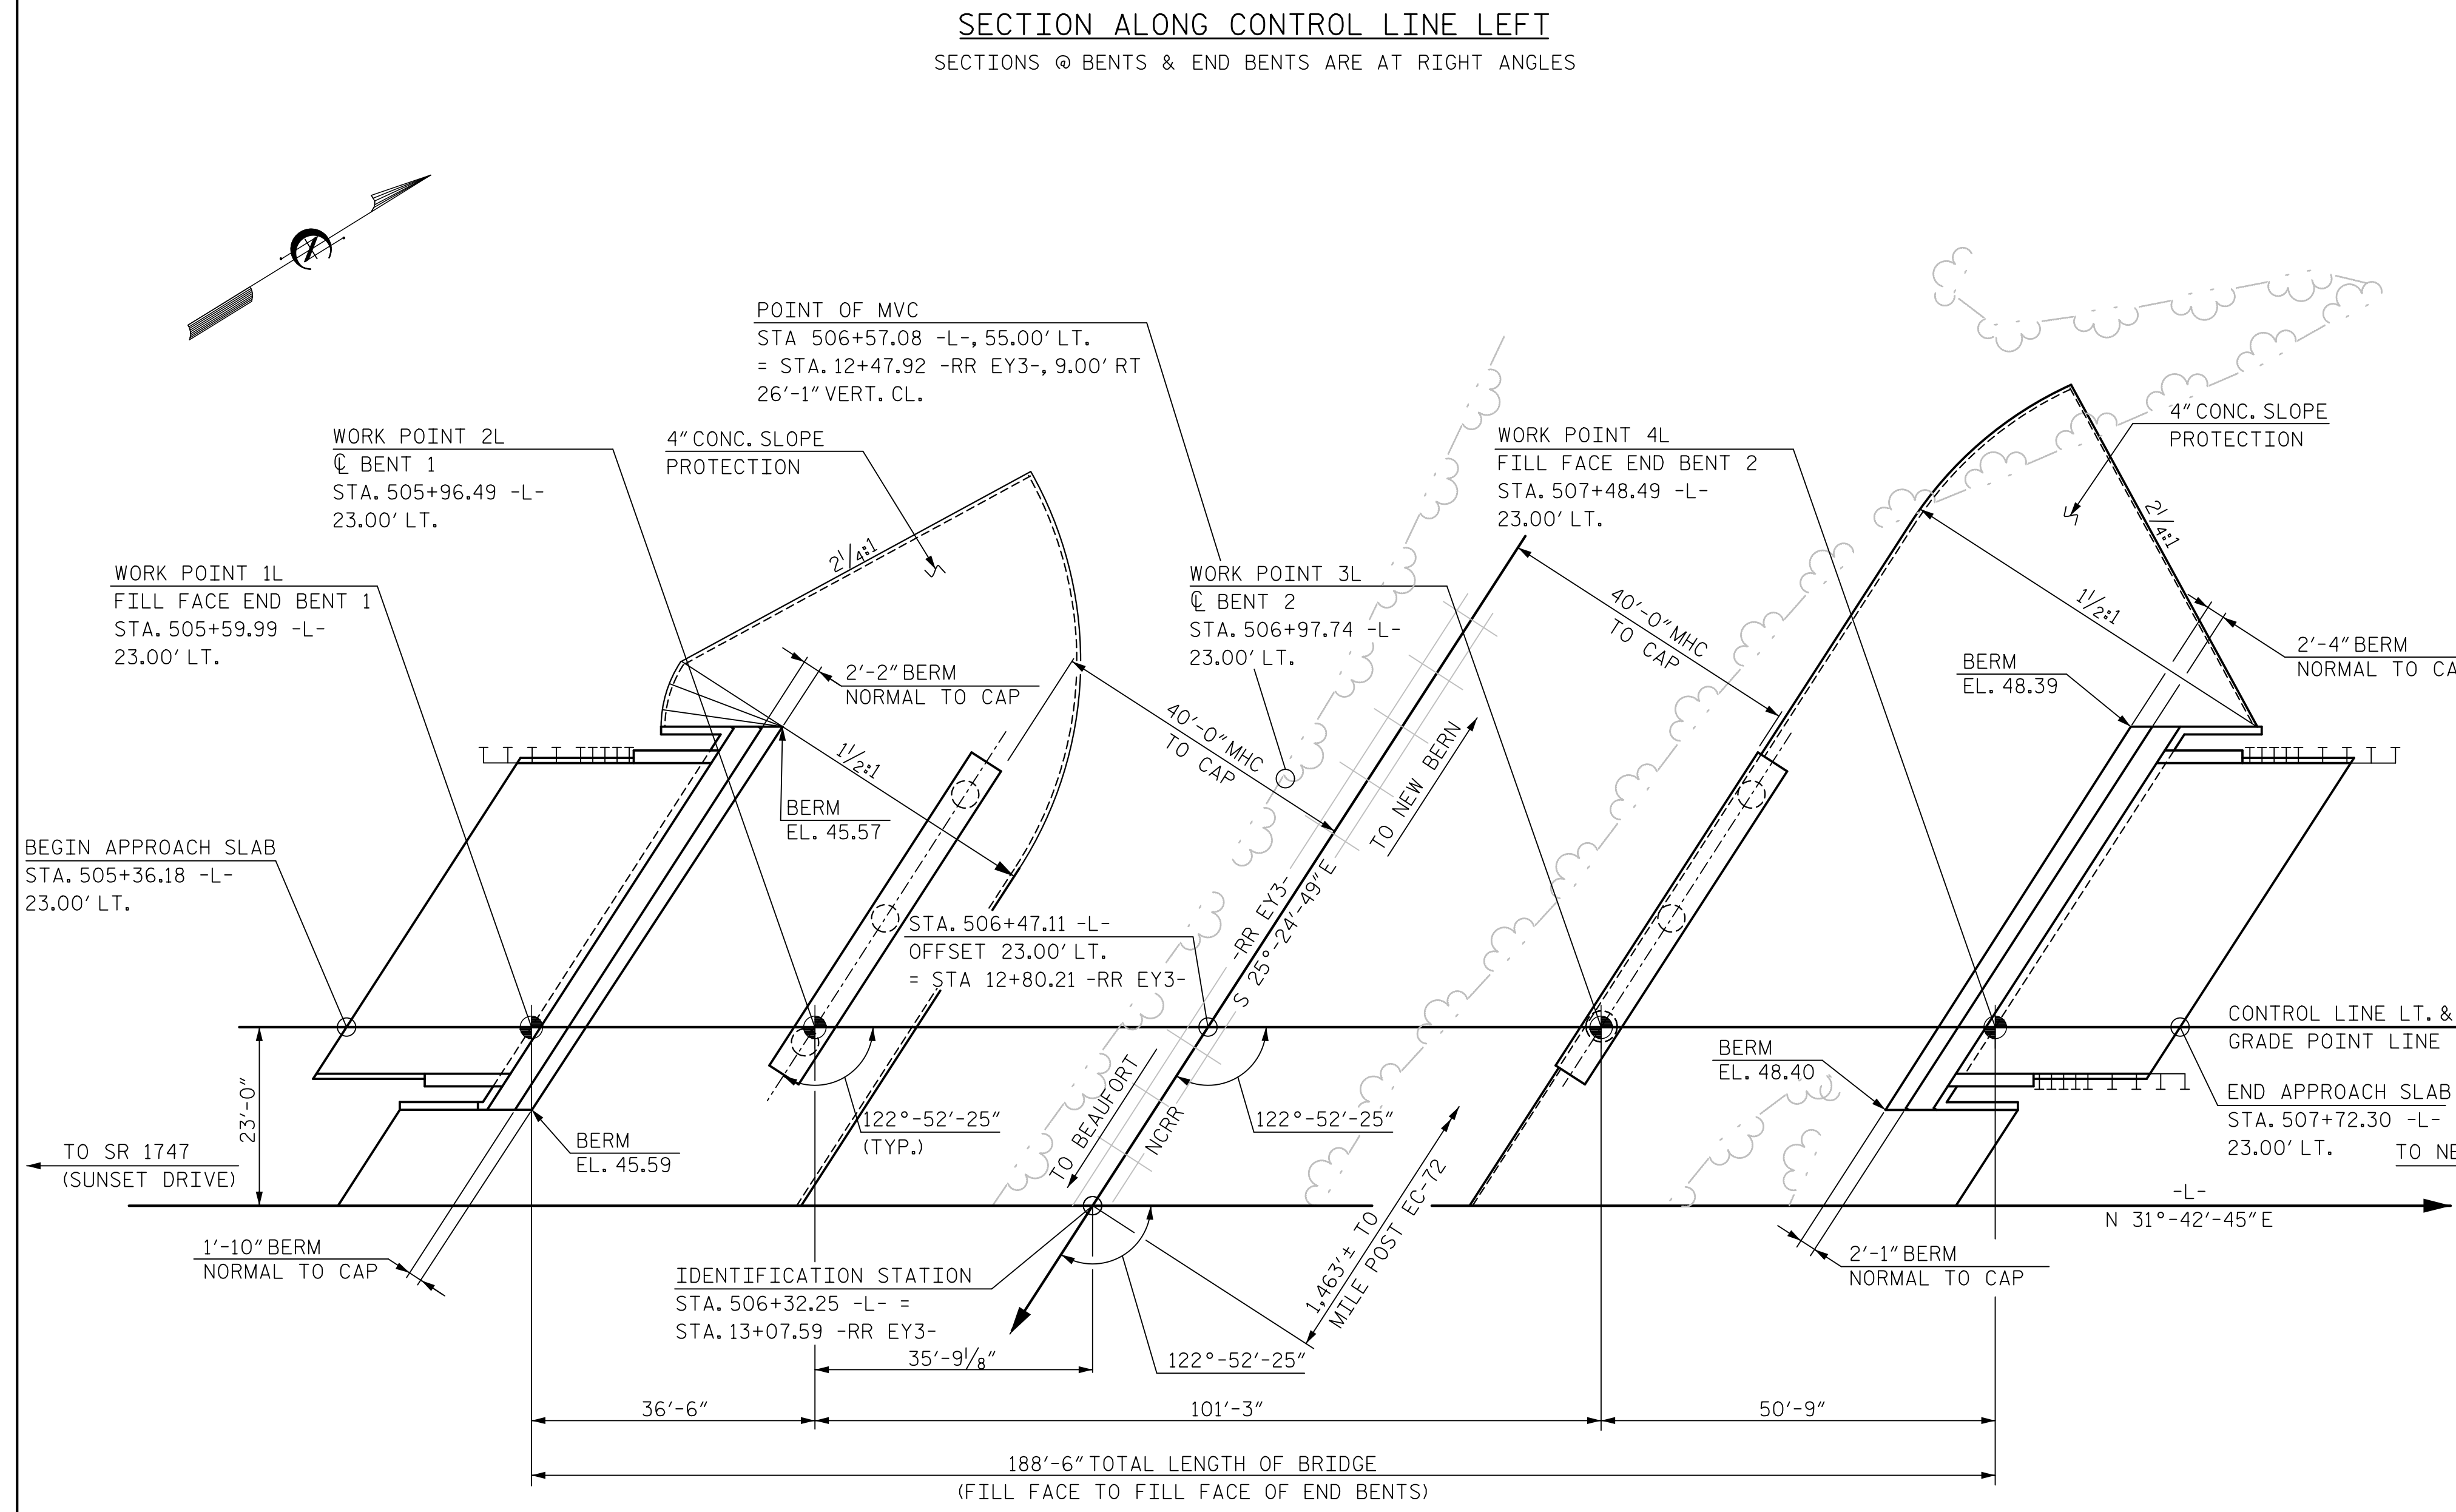 SECTION ALONG CONTROL LINE LEFT
SECTIONS @ BENTS & END BENTS ARE AT RIGHT ANGLES
N
POINT OF MVC
STA 506+57.08 -L-, 55.00' LT.
= STA. 12+47.92 -RR EY3-, 9.00' RT
26'-1" VERT. CL.
WORK POINT 2L
℄ BENT 1
STA. 505+96.49 -L-
23.00' LT.
4" CONC. SLOPE
PROTECTION
WORK POINT 4L
FILL FACE END BENT 2
STA. 507+48.49 -L-
23.00' LT.
4" CONC. SLOPE
PROTECTION
WORK POINT 1L
FILL FACE END BENT 1
STA. 505+59.99 -L-
23.00' LT.
2 1/4:1
WORK POINT 3L
℄ BENT 2
STA. 506+97.74 -L-
23.00' LT.
40'-0" MHC
TO CAP
2 1/4:1
1 1/2:1
2'-4" BERM
NORMAL TO CA
BERM
EL. 48.39
2'-2" BERM
NORMAL TO CAP
1 1/2:1
40'-0" MHC
TO CAP
TO NEW BERN
BERM
EL. 45.57
BEGIN APPROACH SLAB
STA. 505+36.18 -L-
23.00' LT.
STA. 506+47.11 -L-
OFFSET 23.00' LT.
= STA 12+80.21 -RR EY3-
-RR EY3-
S 25°-24'-49" E
CONTROL LINE LT. &
GRADE POINT LINE
23'-0"
122°-52'-25"
(TYP.)
122°-52'-25"
TO BEAUFORT
NCRR
BERM
EL. 48.40
END APPROACH SLAB
STA. 507+72.30 -L-
23.00' LT.
TO SR 1747
(SUNSET DRIVE)
BERM
EL. 45.59
TO NE
-L-
N 31°-42'-45" E
1'-10" BERM
NORMAL TO CAP
IDENTIFICATION STATION
STA. 506+32.25 -L- =
STA. 13+07.59 -RR EY3-
1,463'± TO
MILE POST EC-72
2'-1" BERM
NORMAL TO CAP
35'-9 1/8"
122°-52'-25"
36'-6"
101'-3"
50'-9"
188'-6" TOTAL LENGTH OF BRIDGE
(FILL FACE TO FILL FACE OF END BENTS)